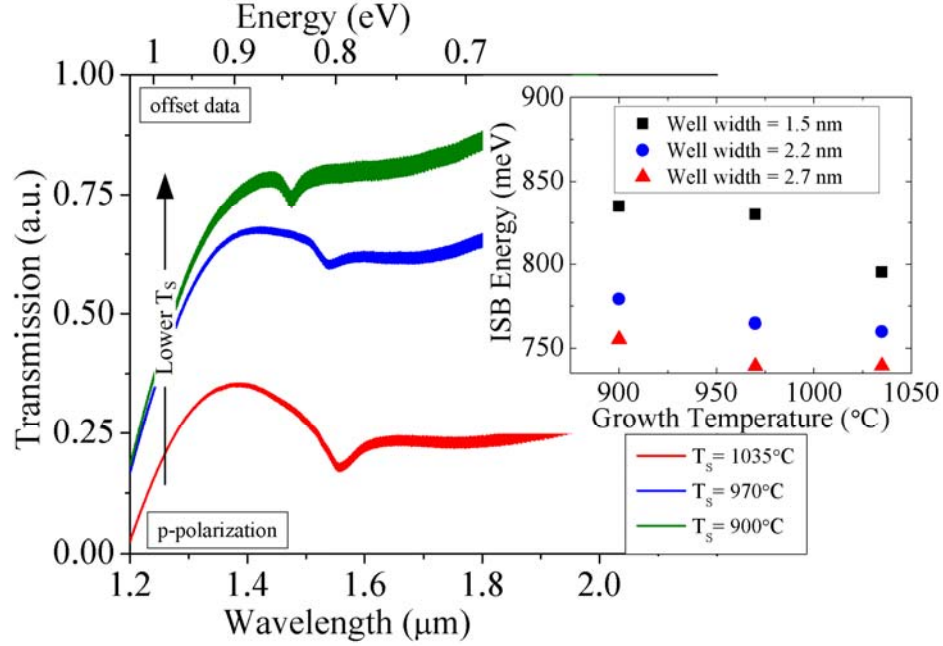 Energy (eV)
1 0.9 0.8 0.7
1.00
0.75
0.50
0.25
0.00
Transmission (a.u.)
offset data
Lower T_S
p-polarization
1.2 1.4 1.6 1.8 2.0
Wavelength (μm)
900
850
800
750
ISB Energy (meV)
Well width = 1.5 nm
Well width = 2.2 nm
Well width = 2.7 nm
900 950 1000 1050
Growth Temperature (°C)
T_S= 1035°C
T_S= 970°C
T_S= 900°C